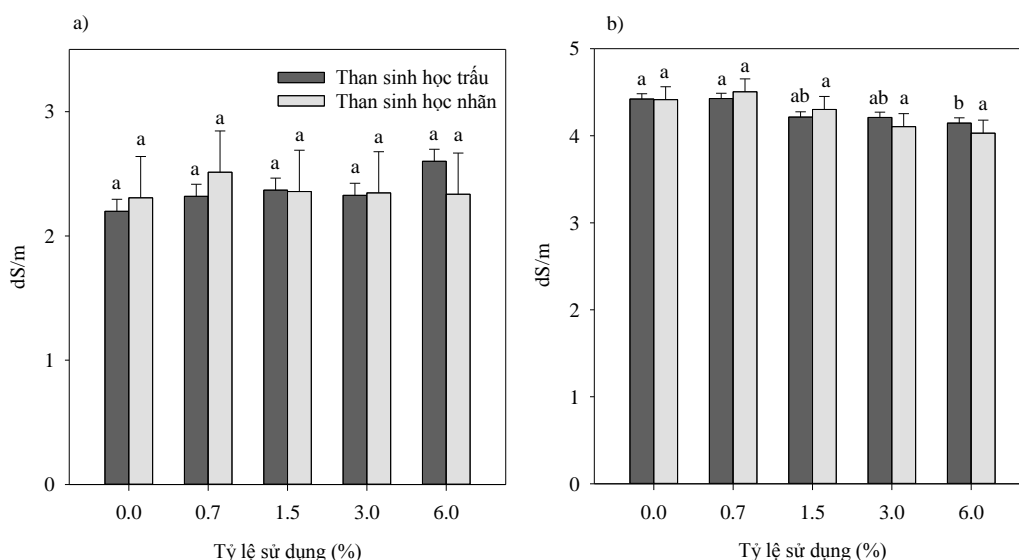 a)
Than sinh học trấu
Than sinh học nhãn
3
2
1
0
dS/m
a a a a a a a a a a
0.0 0.7 1.5 3.0 6.0
Tỷ lệ sử dụng (%)
b)
5
4
3
2
1
0
dS/m
a a a a ab a ab a b a
0.0 0.7 1.5 3.0 6.0
Tỷ lệ sử dụng (%)